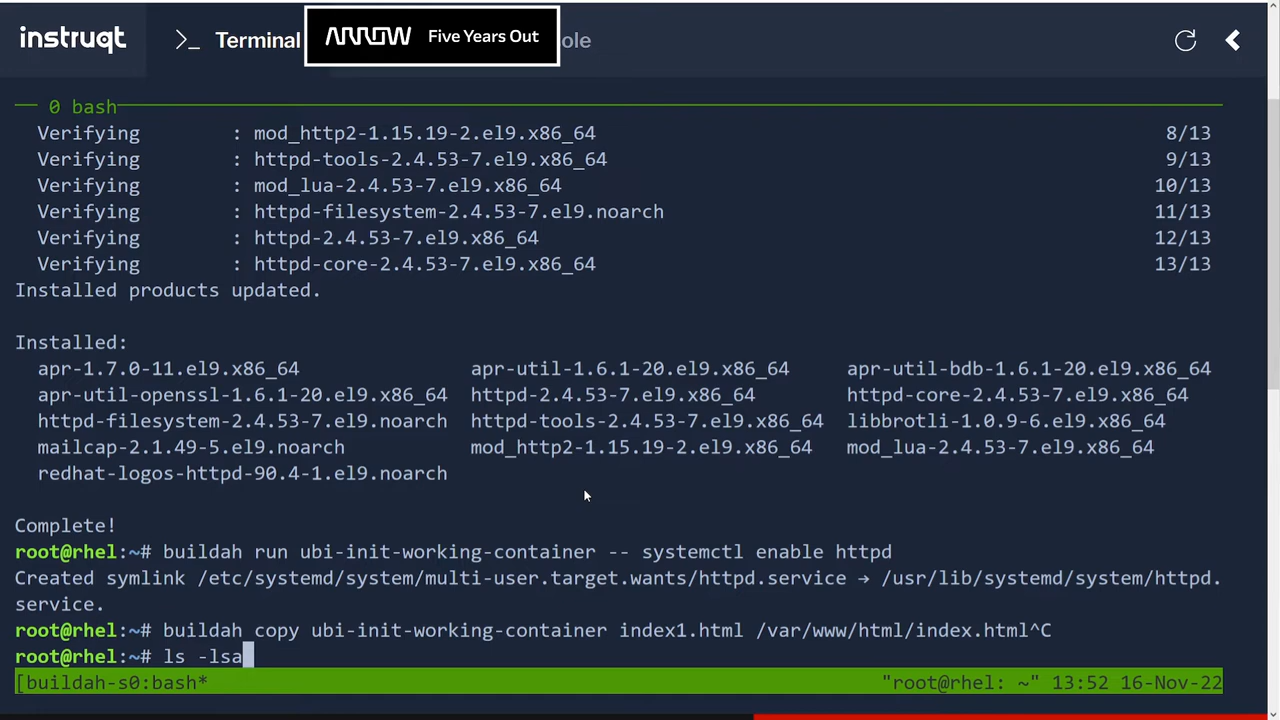 instruqt >_ Terminal ARROW Five Years Out ole
0 bash
Verifying : mod_http2-1.15.19-2.el9.x86_64 8/13
Verifying : httpd-tools-2.4.53-7.el9.x86_64 9/13
Verifying : mod_lua-2.4.53-7.el9.x86_64 10/13
Verifying : httpd-filesystem-2.4.53-7.el9.noarch 11/13
Verifying : httpd-2.4.53-7.el9.x86_64 12/13
Verifying : httpd-core-2.4.53-7.el9.x86_64 13/13
Installed products updated.
Installed:
apr-1.7.0-11.el9.x86_64 apr-util-1.6.1-20.el9.x86_64 apr-util-bdb-1.6.1-20.el9.x86_64
apr-util-openssl-1.6.1-20.el9.x86_64 httpd-2.4.53-7.el9.x86_64 httpd-core-2.4.53-7.el9.x86_64
httpd-filesystem-2.4.53-7.el9.noarch httpd-tools-2.4.53-7.el9.x86_64 libbrotli-1.0.9-6.el9.x86_64
mailcap-2.1.49-5.el9.noarch mod_http2-1.15.19-2.el9.x86_64 mod_lua-2.4.53-7.el9.x86_64
redhat-logos-httpd-90.4-1.el9.noarch
Complete!
root@rhel:~# buildah run ubi-init-working-container -- systemctl enable httpd
Created symlink /etc/systemd/system/multi-user.target.wants/httpd.service → /usr/lib/systemd/system/httpd.
service.
root@rhel:~# buildah copy ubi-init-working-container index1.html /var/www/html/index.html^C
root@rhel:~# ls -lsa
[buildah-s0:bash* "root@rhel: ~" 13:52 16-Nov-22